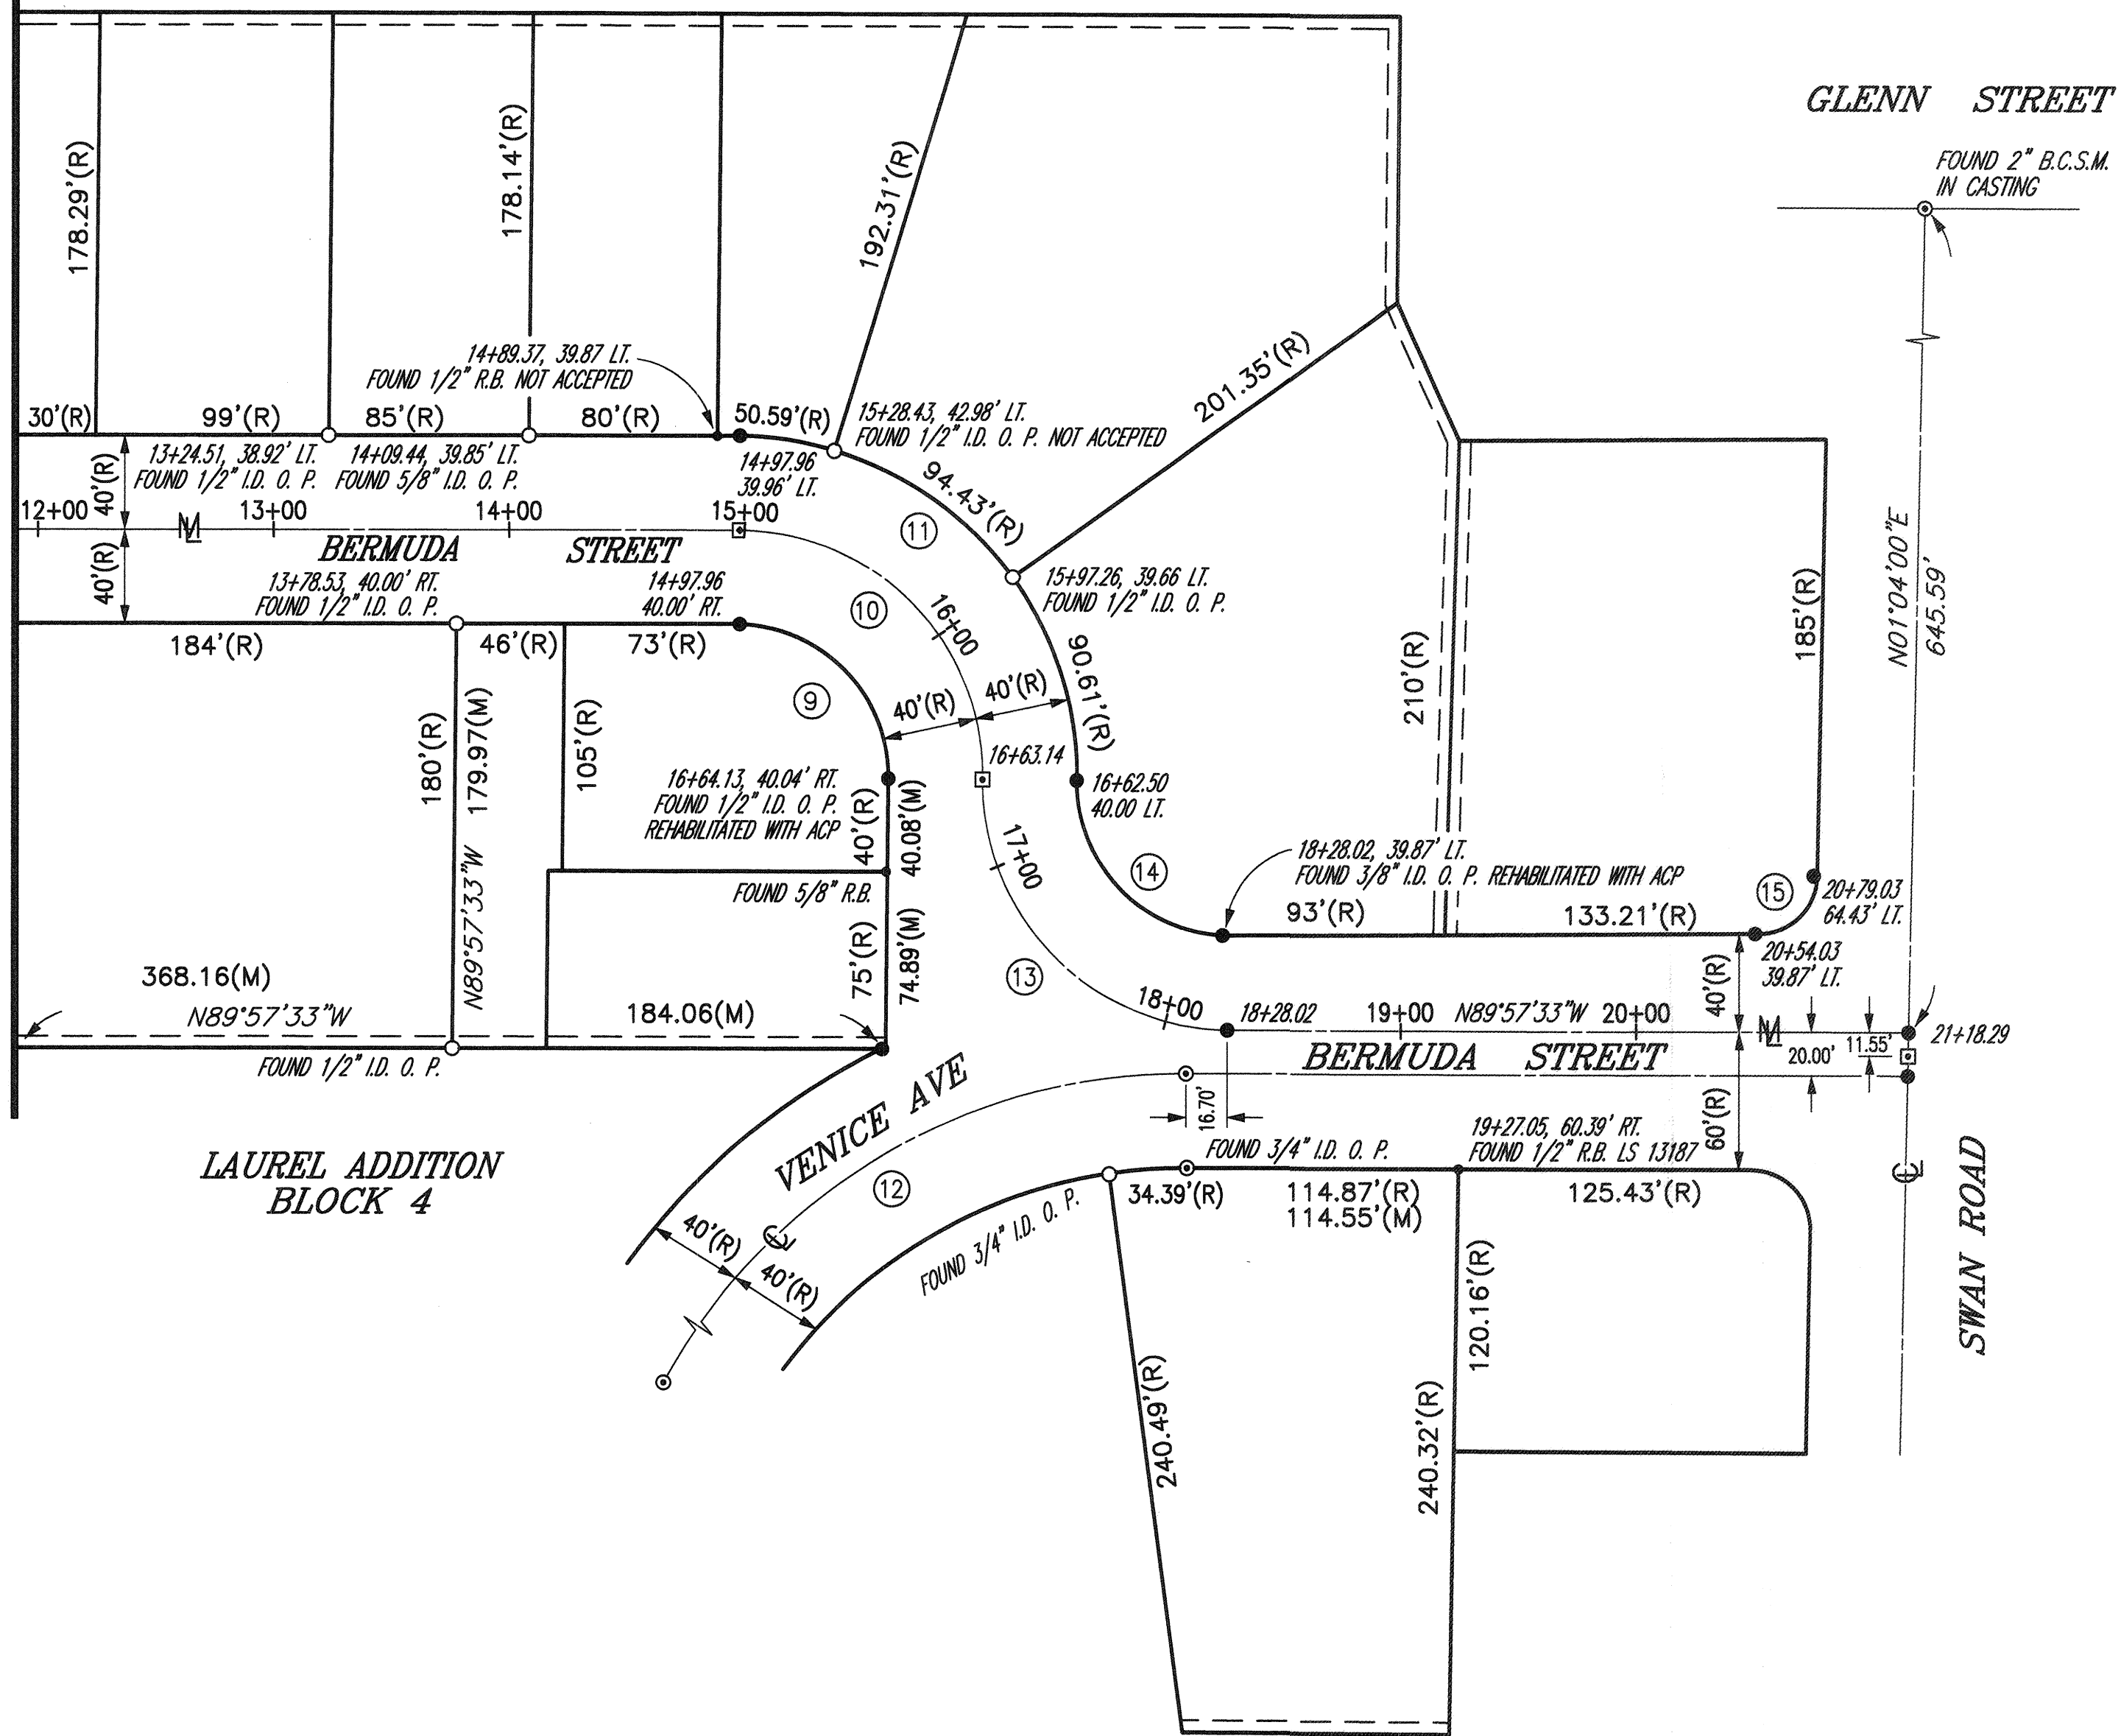 GLENN STREET
FOUND 2" B.C.S.M.
IN CASTING
178.29'(R)
178.14'(R)
192.31'(R)
14+89.37, 39.87 LT.
FOUND 1/2" R.B. NOT ACCEPTED
201.35'(R)
30'(R)
99'(R)
85'(R)
80'(R)
50.59'(R)
15+28.43, 42.98' LT.
FOUND 1/2" I.D. O. P. NOT ACCEPTED
13+24.51, 38.92' LT.
FOUND 1/2" I.D. O. P.
14+09.44, 39.85' LT.
FOUND 5/8" I.D. O. P.
14+97.96
39.96' LT.
94.43'(R)
40'(R)
12+00
ML
13+00
14+00
15+00
11
BERMUDA STREET
40'(R)
13+78.53, 40.00' RT.
FOUND 1/2" I.D. O. P.
14+97.96
40.00' RT.
10
16+00
15+97.26, 39.66 LT.
FOUND 1/2" I.D. O. P.
N01°04'00"E
645.59'
185'(R)
184'(R)
46'(R)
73'(R)
90.61'(R)
210'(R)
9
40'(R)
40'(R)
180'(R)
179.97(M)
N89°57'33"W
105'(R)
16+63.14
16+64.13, 40.04' RT.
FOUND 1/2" I.D. O. P.
REHABILITATED WITH ACP
40'(R)
40.08'(M)
16+62.50
40.00 LT.
17+00
14
18+28.02, 39.87' LT.
FOUND 3/8" I.D. O. P. REHABILITATED WITH ACP
15
20+79.03
64.43' LT.
FOUND 5/8" R.B.
93'(R)
133.21'(R)
75'(R)
74.89'(M)
20+54.03
39.87' LT.
368.16(M)
N89°57'33"W
184.06(M)
13
18+00
18+28.02
19+00
N89°57'33"W
20+00
40'(R)
ML
20.00'
11.55'
21+18.29
FOUND 1/2" I.D. O. P.
BERMUDA STREET
VENICE AVE
16.70'
60'(R)
19+27.05, 60.39' RT.
FOUND 1/2" R.B. LS 13187
FOUND 3/4" I.D. O. P.
LAUREL ADDITION
BLOCK 4
12
34.39'(R)
114.87'(R)
114.55'(M)
125.43'(R)
CL
SWAN ROAD
40'(R)
CL
40'(R)
FOUND 3/4" I.D. O. P.
120.16'(R)
240.49'(R)
240.32'(R)